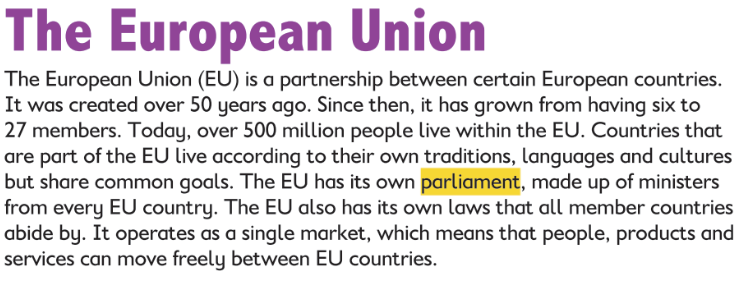 The European Union
The European Union (EU) is a partnership between certain European countries.
It was created over 50 years ago. Since then, it has grown from having six to
27 members. Today, over 500 million people live within the EU. Countries that
are part of the EU live according to their own traditions, languages and cultures
but share common goals. The EU has its own parliament, made up of ministers
from every EU country. The EU also has its own laws that all member countries
abide by. It operates as a single market, which means that people, products and
services can move freely between EU countries.